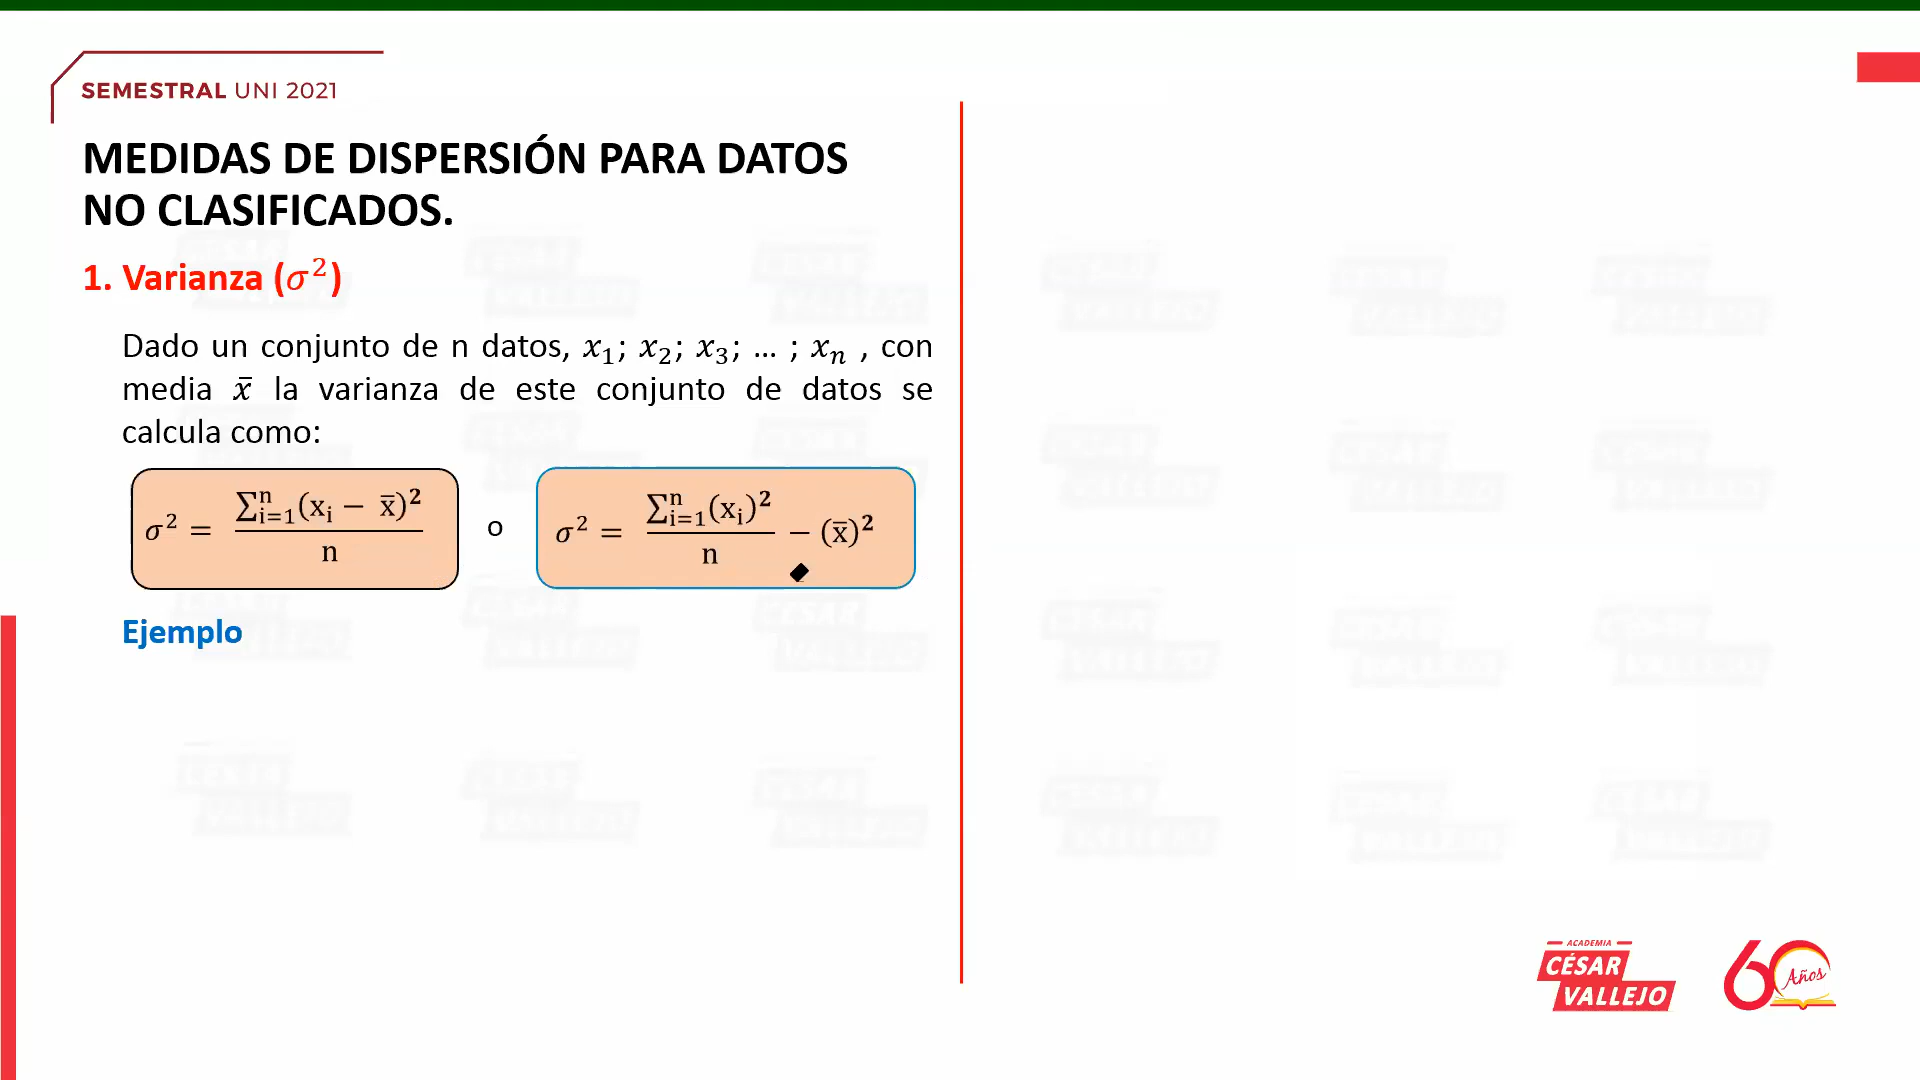 SEMESTRAL UNI 2021
MEDIDAS DE DISPERSIÓN PARA DATOS
NO CLASIFICADOS.
1. Varianza (σ²)
Dado un conjunto de n datos, x₁; x₂; x₃; … ; xₙ , con
media x̄ la varianza de este conjunto de datos se
calcula como:
σ² = ∑ⁿᵢ₌₁(xᵢ − x̄)² / n o σ² = ∑ⁿᵢ₌₁(xᵢ)² / n − (x̄)²
Ejemplo
ACADEMIA
CÉSAR
VALLEJO
60 Años